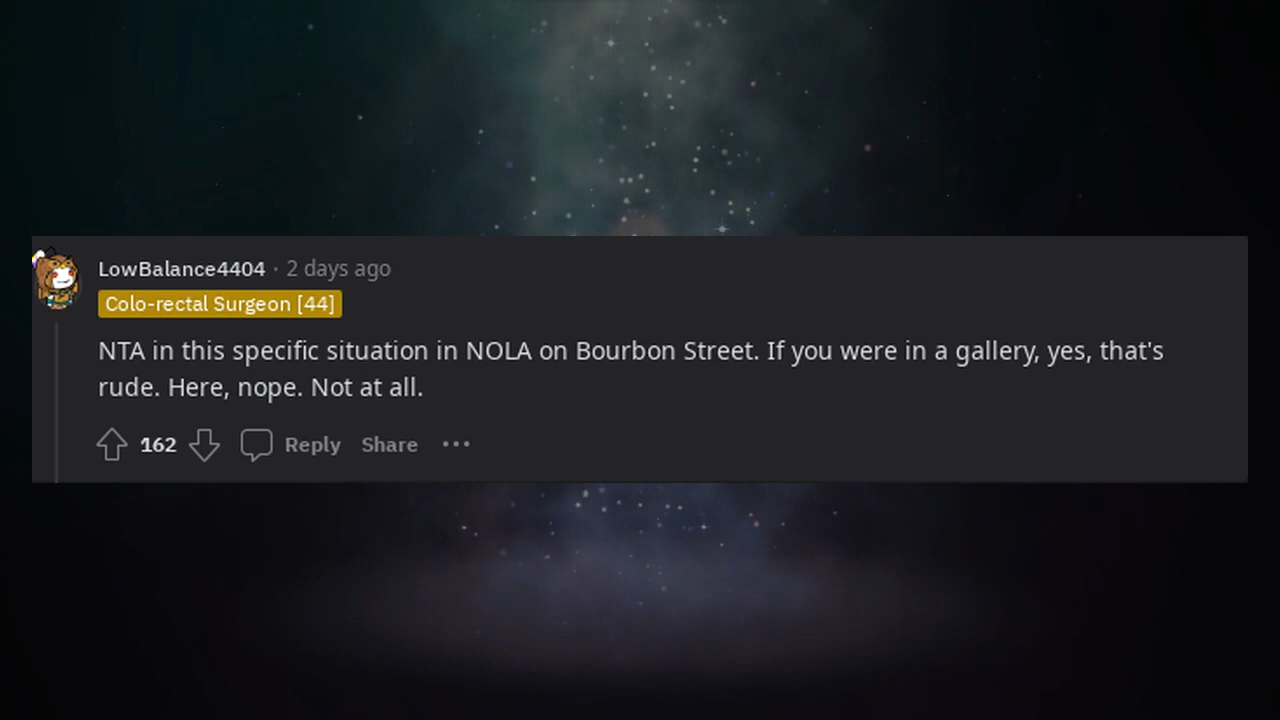 LowBalance4404 · 2 days ago
Colo-rectal Surgeon [44]
NTA in this specific situation in NOLA on Bourbon Street. If you were in a gallery, yes, that's
rude. Here, nope. Not at all.
162 Reply Share ···